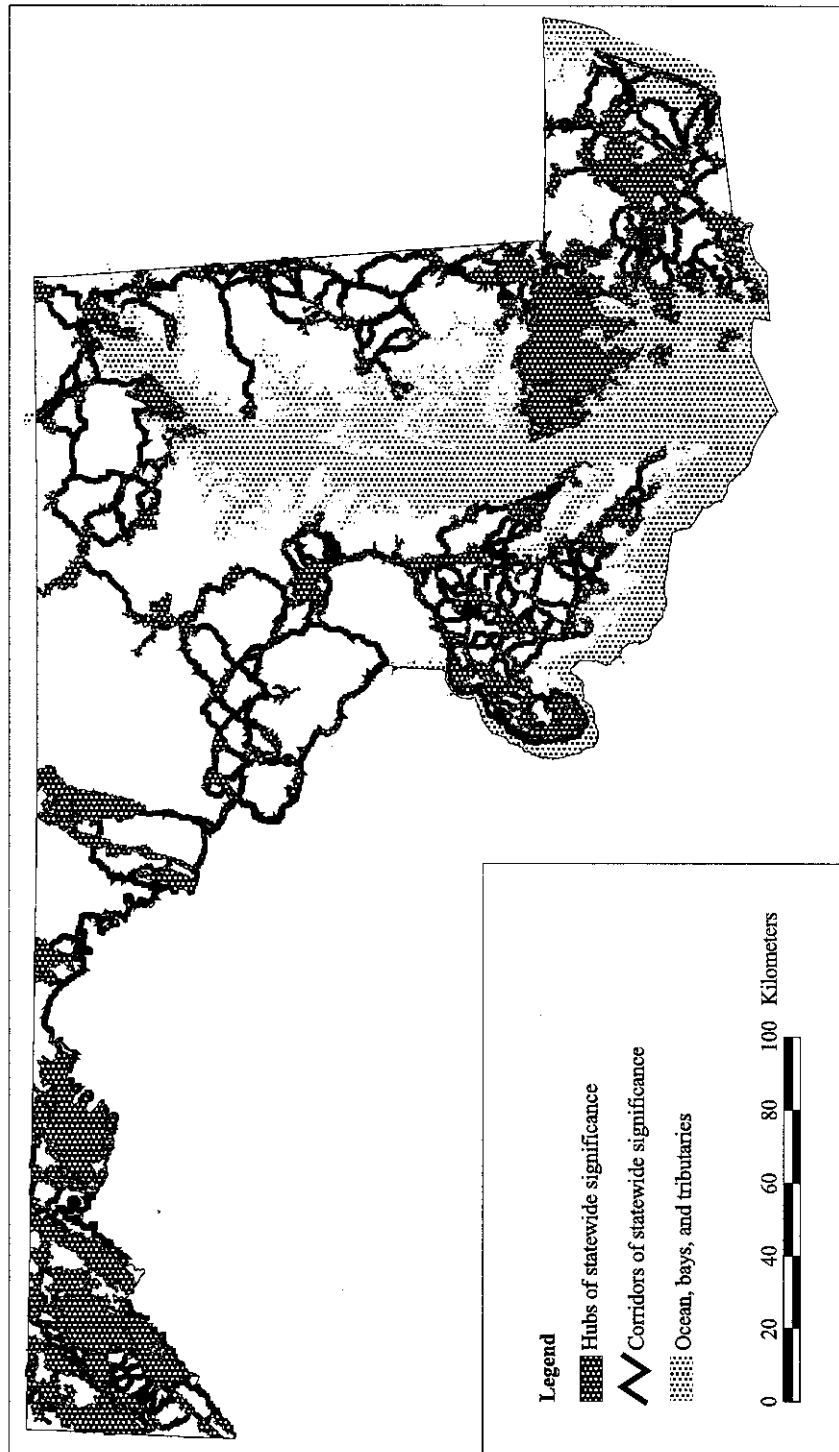 Legend
Hubs of statewide significance
Corridors of statewide significance
Ocean, bays, and tributaries
0 20 40 60 80 100 Kilometers